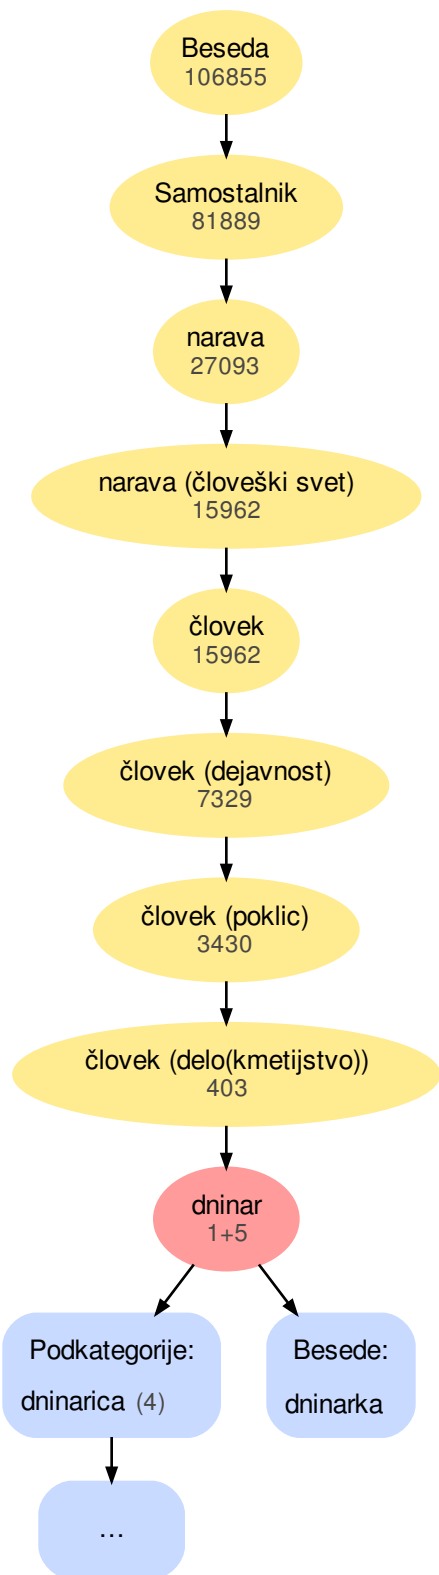 Beseda
106855
Samostalnik
81889
narava
27093
narava (človeški svet)
15962
človek
15962
človek (dejavnost)
7329
človek (poklic)
3430
človek (delo(kmetijstvo))
403
dninar
1+5
Podkategorije:
dninarica (4)
Besede:
dninarka
...